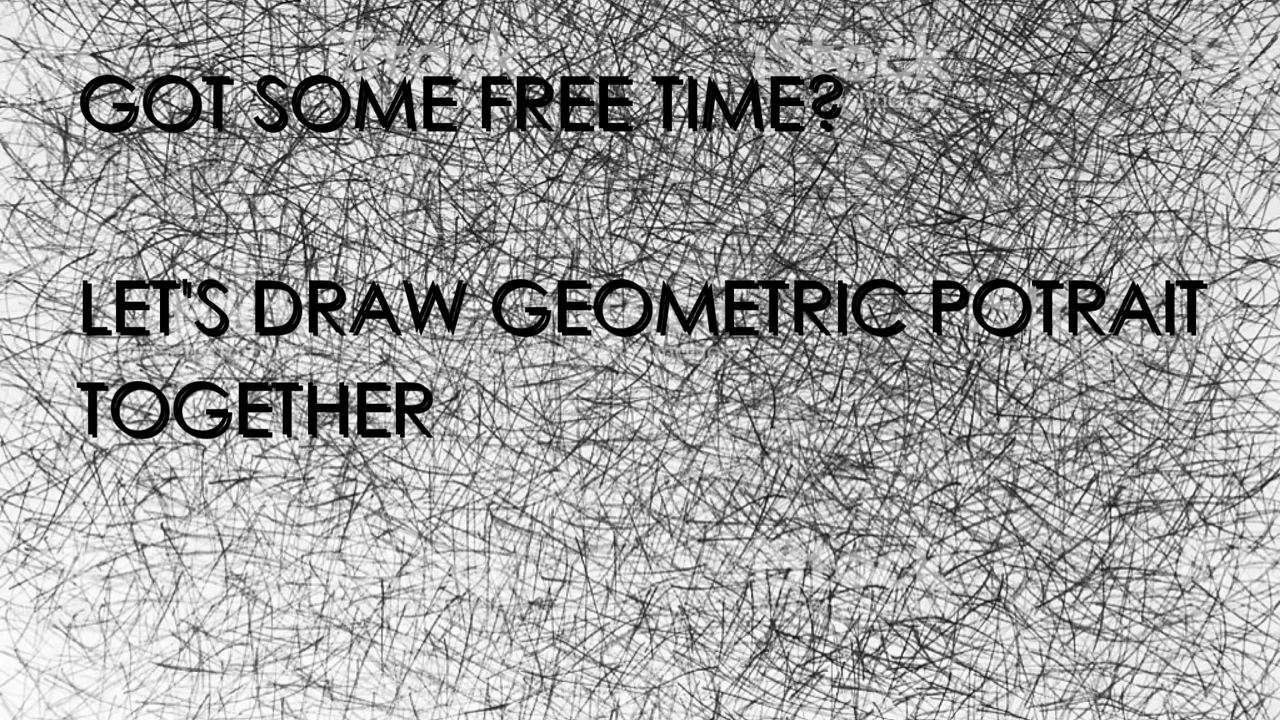 GOT SOME FREE TIME?
LET'S DRAW GEOMETRIC POTRAIT
TOGETHER